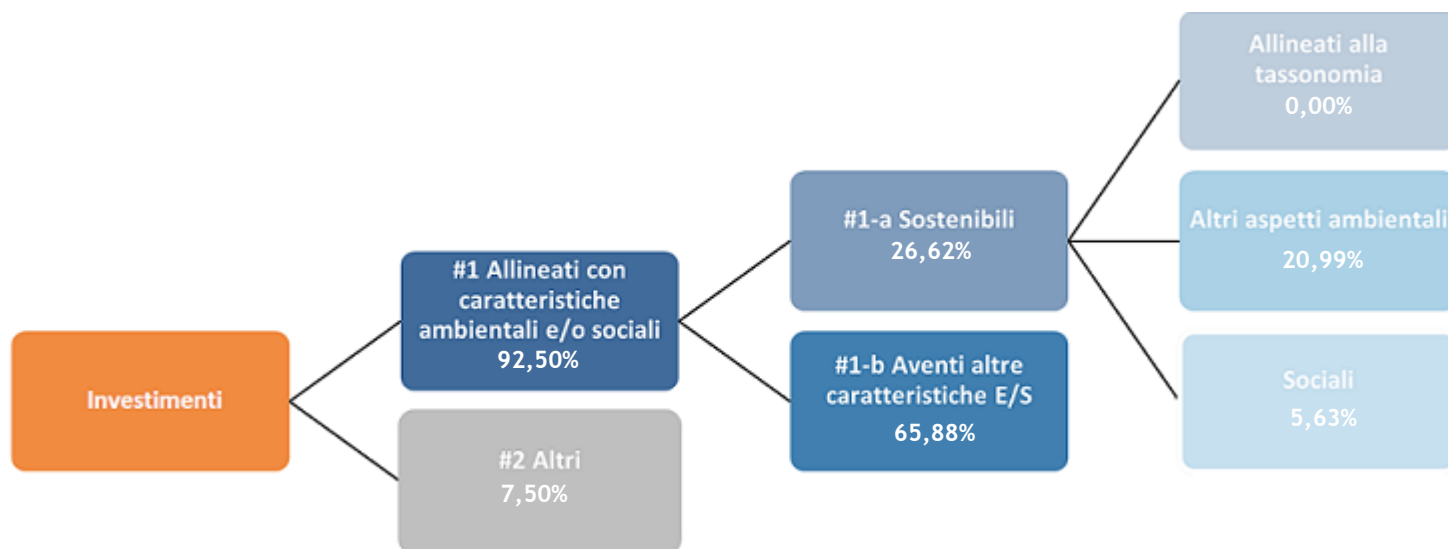 Investimenti
#1 Allineati con
caratteristiche
ambientali e/o sociali
92,50%
#2 Altri
7,50%
#1-a Sostenibili
26,62%
#1-b Aventi altre
caratteristiche E/S
65,88%
Allineati alla
tassonomia
0,00%
Altri aspetti ambientali
20,99%
Sociali
5,63%